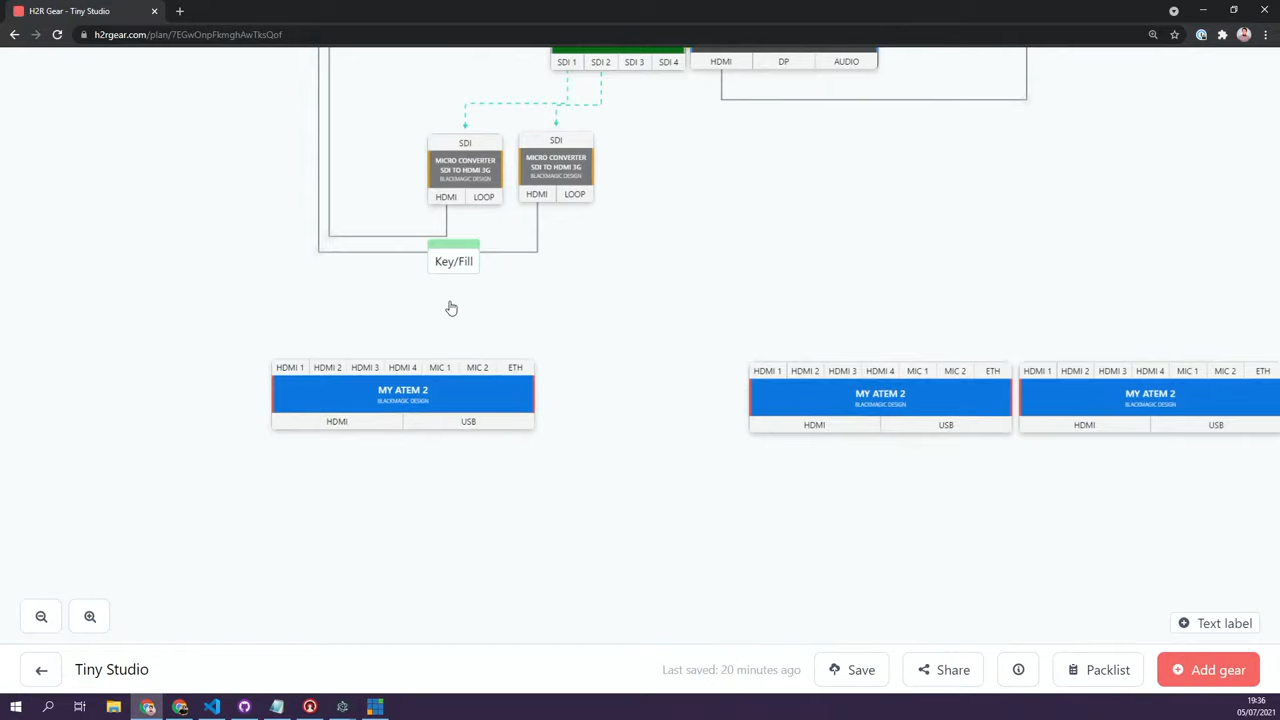 H2R Gear - Tiny Studio
h2rgear.com/plan/7EGwOnpFkmghAwTksQof
SDI 1 SDI 2 SDI 3 SDI 4
HDMI DP AUDIO
SDI
MICRO CONVERTER
SDI TO HDMI 3G
BLACKMAGIC DESIGN
HDMI LOOP
SDI
MICRO CONVERTER
SDI TO HDMI 3G
BLACKMAGIC DESIGN
HDMI LOOP
Key/Fill
HDMI 1 HDMI 2 HDMI 3 HDMI 4 MIC 1 MIC 2 ETH
MY ATEM 2
BLACKMAGIC DESIGN
HDMI USB
HDMI 1 HDMI 2 HDMI 3 HDMI 4 MIC 1 MIC 2 ETH
MY ATEM 2
BLACKMAGIC DESIGN
HDMI USB
HDMI 1 HDMI 2 HDMI 3 HDMI 4 MIC 1 MIC 2 ETH
MY ATEM 2
BLACKMAGIC DESIGN
HDMI USB
Text label
Tiny Studio
Last saved: 20 minutes ago
Save
Share
Packlist
Add gear
19:36
05/07/2021